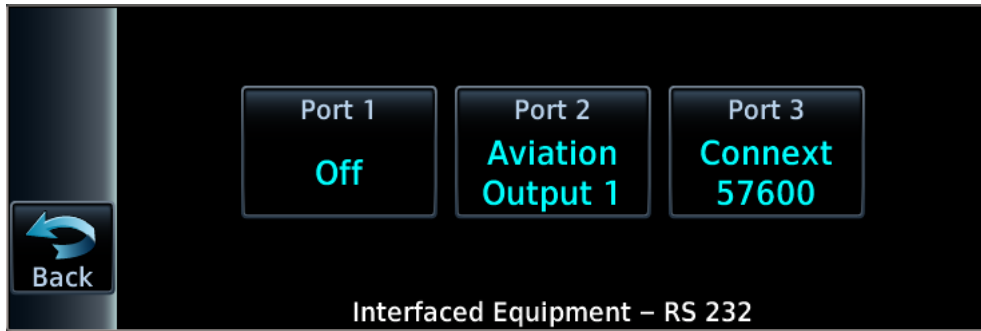 Port 1
Off
Port 2
Aviation
Output 1
Port 3
Connext
57600
Back
Interfaced Equipment – RS 232